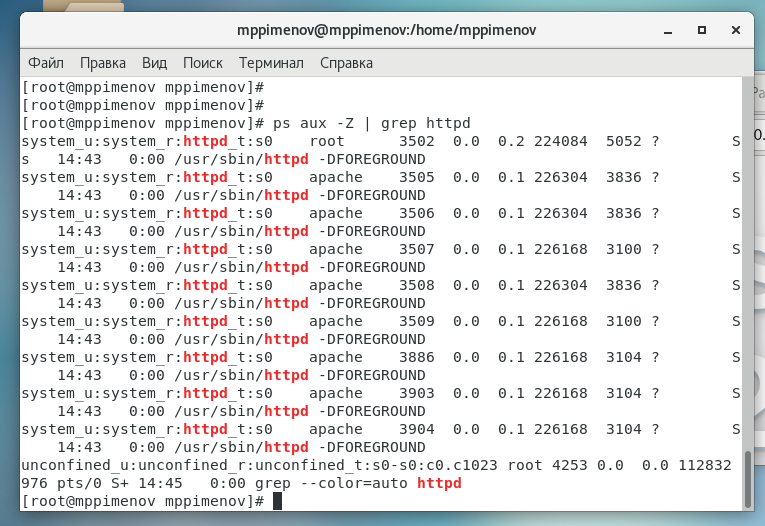 mppimenov@mppimenov:/home/mppimenov
Файл Правка Вид Поиск Терминал Справка
[root@mppimenov mppimenov]#
[root@mppimenov mppimenov]#
[root@mppimenov mppimenov]# ps aux -Z | grep httpd
system_u:system_r:httpd_t:s0    root      3502  0.0  0.2 224084  5052 ?        S
s   14:43   0:00 /usr/sbin/httpd -DFOREGROUND
system_u:system_r:httpd_t:s0    apache    3505  0.0  0.1 226304  3836 ?        S
    14:43   0:00 /usr/sbin/httpd -DFOREGROUND
system_u:system_r:httpd_t:s0    apache    3506  0.0  0.1 226304  3836 ?        S
    14:43   0:00 /usr/sbin/httpd -DFOREGROUND
system_u:system_r:httpd_t:s0    apache    3507  0.0  0.1 226168  3100 ?        S
    14:43   0:00 /usr/sbin/httpd -DFOREGROUND
system_u:system_r:httpd_t:s0    apache    3508  0.0  0.1 226304  3836 ?        S
    14:43   0:00 /usr/sbin/httpd -DFOREGROUND
system_u:system_r:httpd_t:s0    apache    3509  0.0  0.1 226168  3100 ?        S
    14:43   0:00 /usr/sbin/httpd -DFOREGROUND
system_u:system_r:httpd_t:s0    apache    3886  0.0  0.1 226168  3104 ?        S
    14:43   0:00 /usr/sbin/httpd -DFOREGROUND
system_u:system_r:httpd_t:s0    apache    3903  0.0  0.1 226168  3104 ?        S
    14:43   0:00 /usr/sbin/httpd -DFOREGROUND
system_u:system_r:httpd_t:s0    apache    3904  0.0  0.1 226168  3104 ?        S
    14:43   0:00 /usr/sbin/httpd -DFOREGROUND
unconfined_u:unconfined_r:unconfined_t:s0-s0:c0.c1023 root 4253 0.0  0.0 112832
976 pts/0 S+ 14:45   0:00 grep --color=auto httpd
[root@mppimenov mppimenov]#